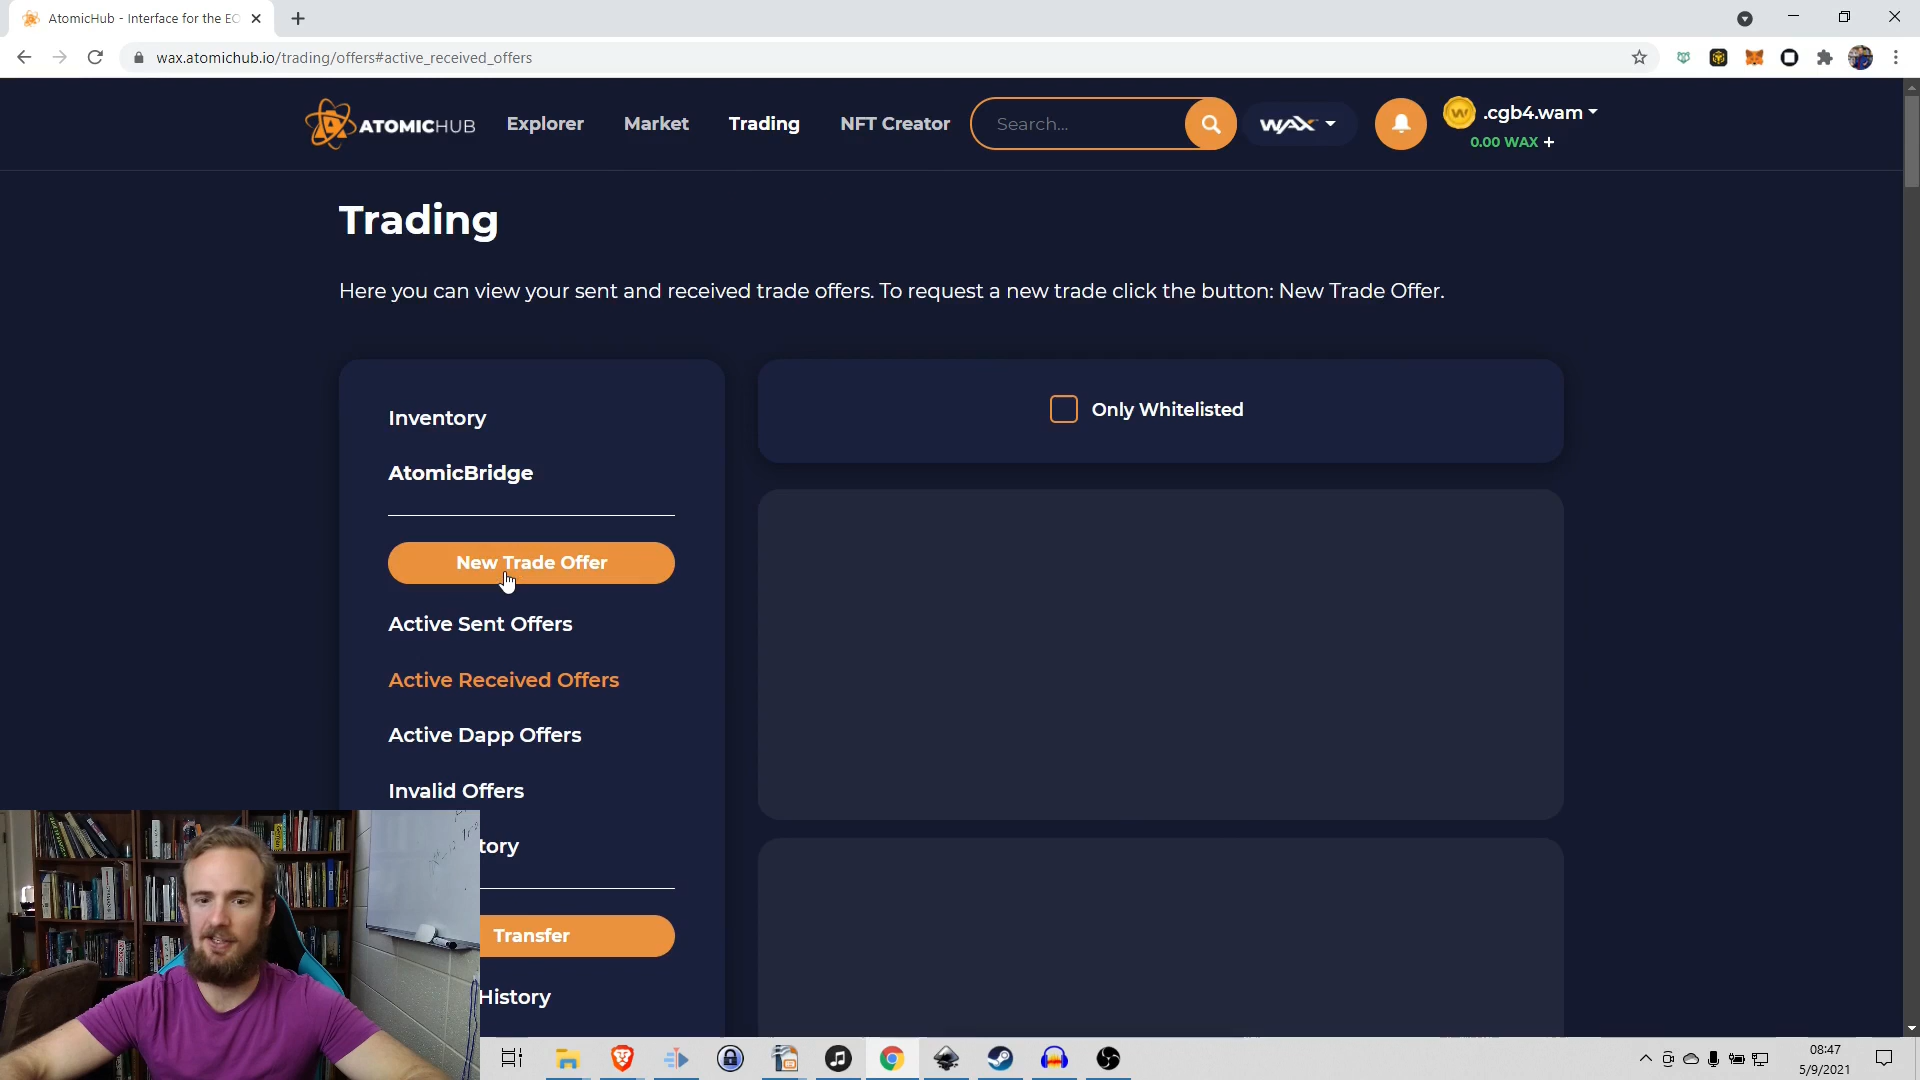 AtomicHub - Interface for the EO
wax.atomichub.io/trading/offers#active_received_offers
ATOMICHUB
Explorer
Market
Trading
NFT Creator
Search...
WAX
.cgb4.wam
0.00 WAX +
Trading
Here you can view your sent and received trade offers. To request a new trade click the button: New Trade Offer.
Inventory
AtomicBridge
New Trade Offer
Active Sent Offers
Active Received Offers
Active Dapp Offers
Invalid Offers
tory
Transfer
History
Only Whitelisted
08:47
5/9/2021